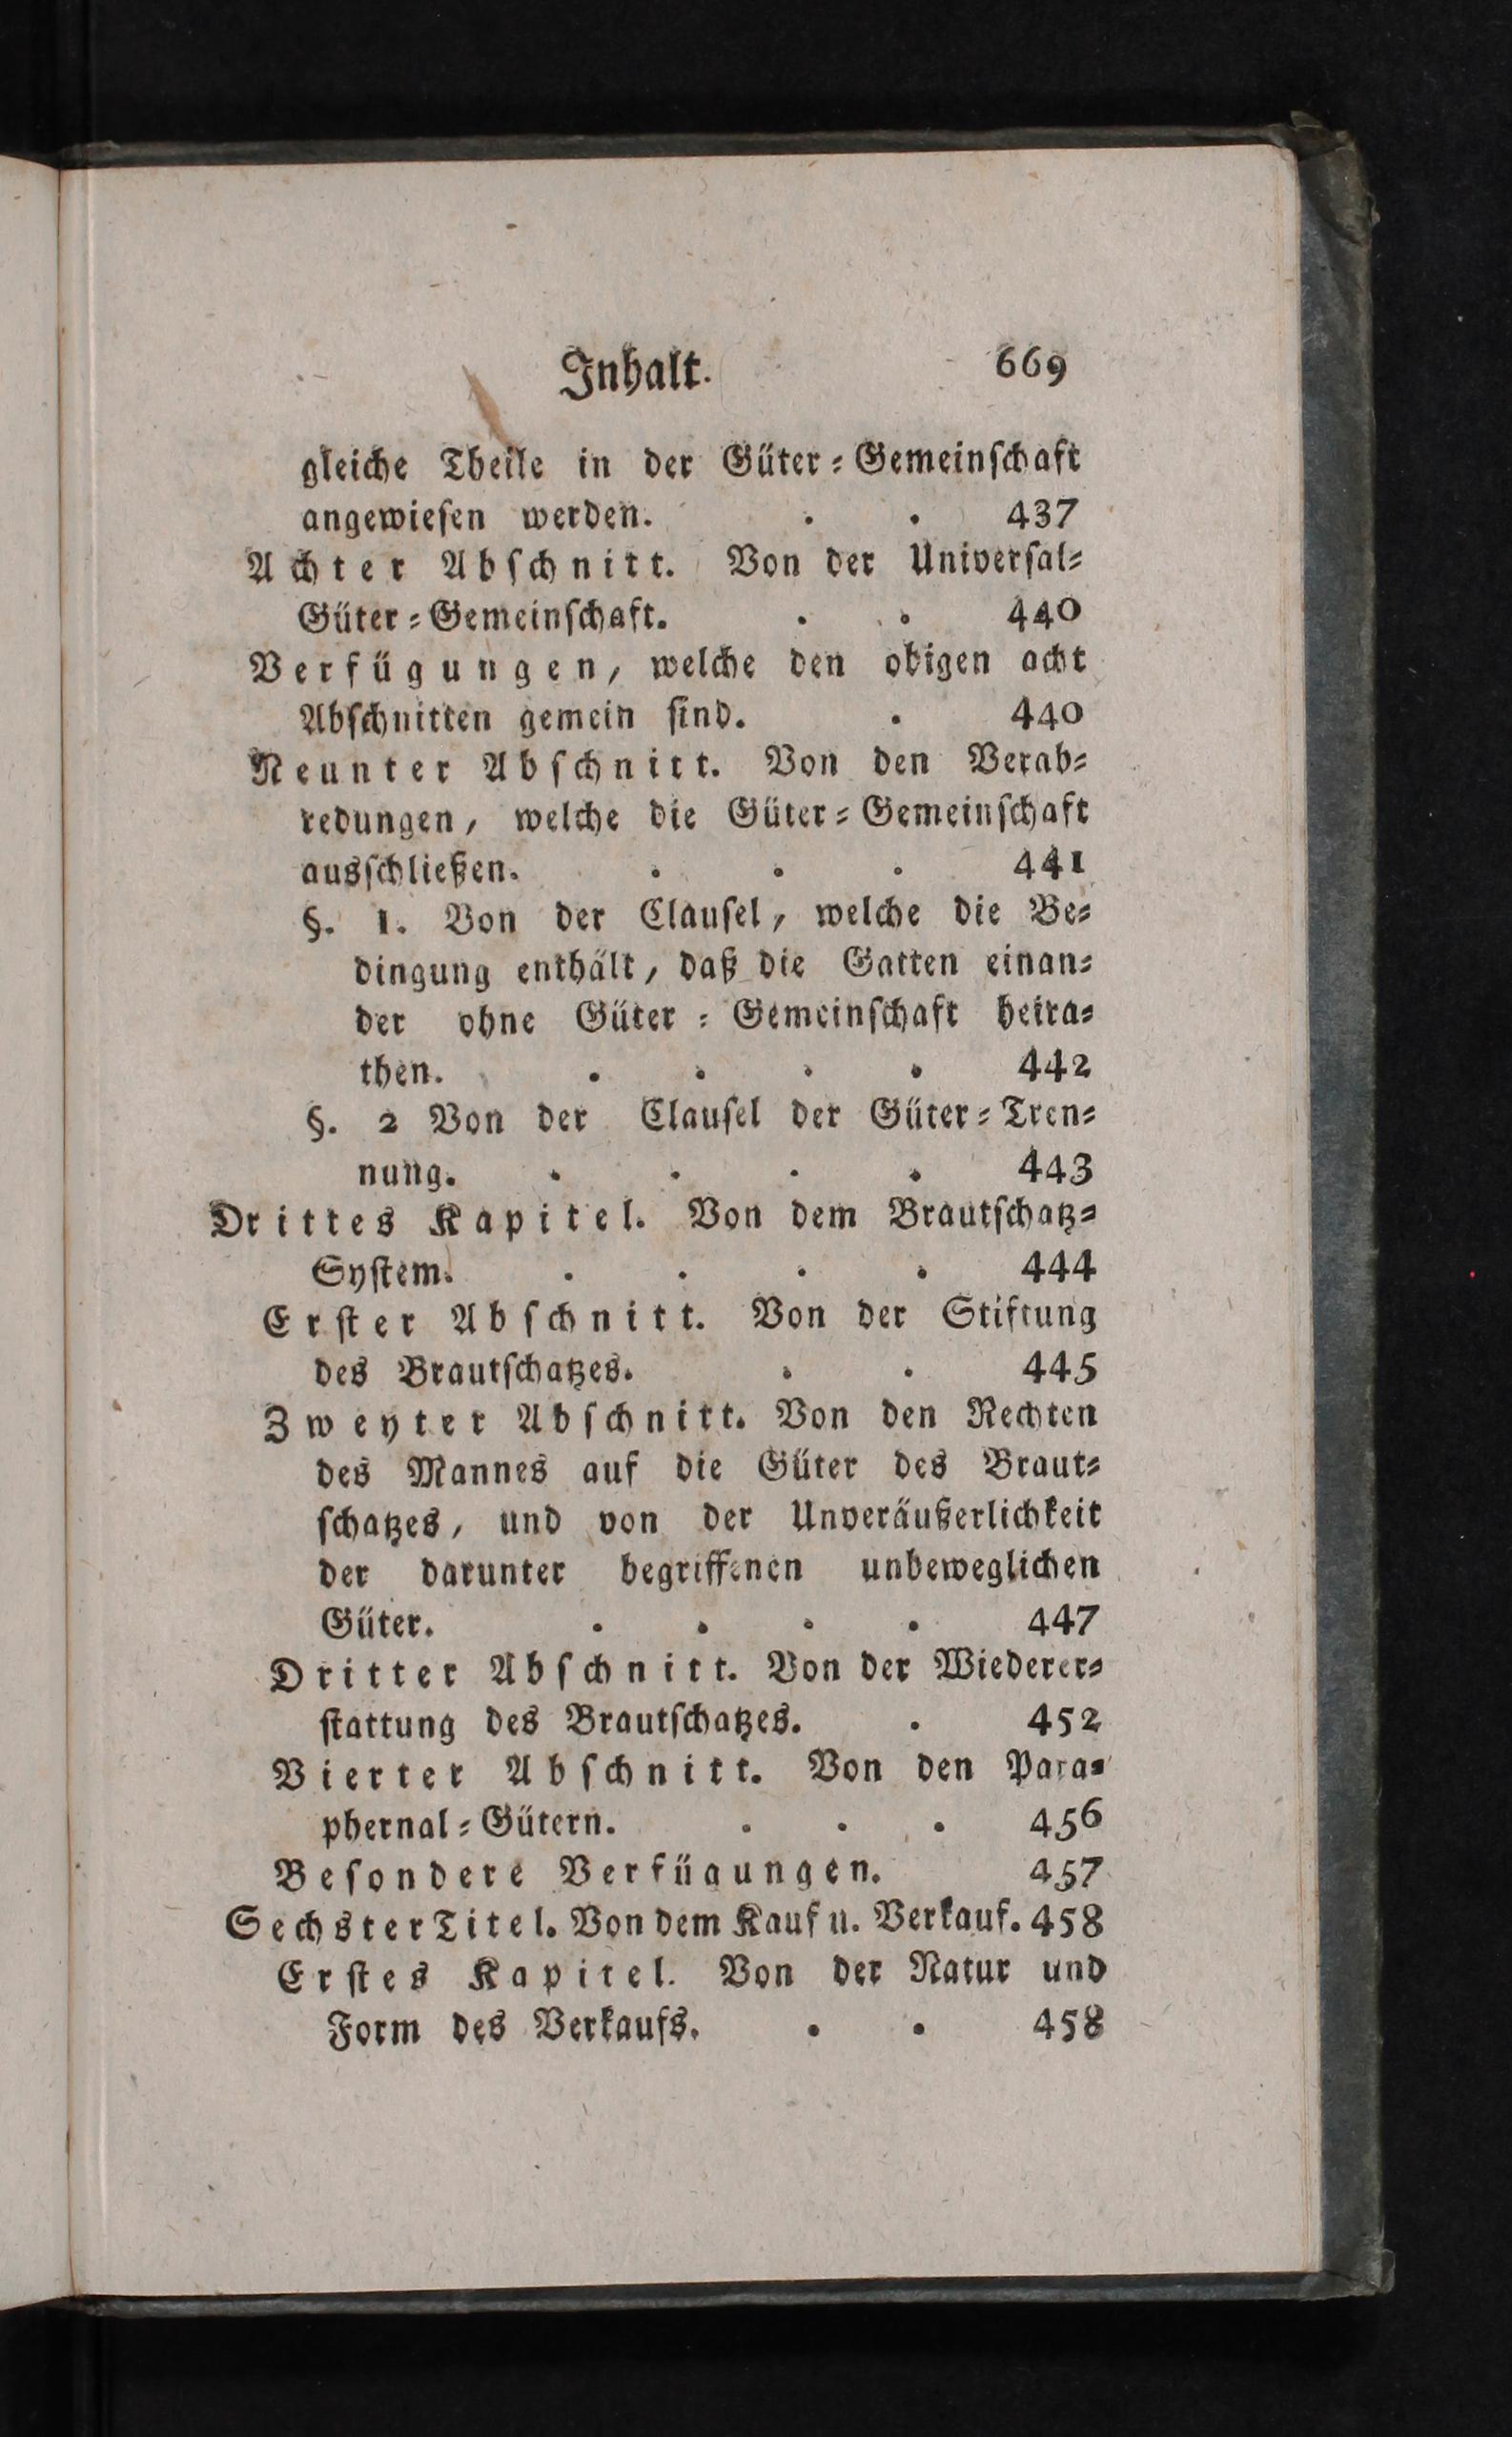 Inhalt. 669
gleiche Theile in der Güter-Gemeinschaft
angewiesen werden. . . 437
Achter Abschnitt. Von der Universal-
Güter-Gemeinschaft. . . 440
Verfügungen, welche den obigen acht
Abschnitten gemein sind. . 440
Neunter Abschnitt. Von den Verab-
redungen, welche die Güter-Gemeinschaft
ausschließen. . . . 441
§. 1. Von der Clausel, welche die Be-
dingung enthält, daß die Gatten einan-
der ohne Güter-Gemeinschaft heira-
then. . . . . 442
§. 2 Von der Clausel der Güter-Tren-
nung. . . . . 443
Drittes Kapitel. Von dem Brautschatz-
System. . . . . 444
Erster Abschnitt. Von der Stiftung
des Brautschatzes. . . 445
Zweyter Abschnitt. Von den Rechten
des Mannes auf die Güter des Braut-
schatzes, und von der Unveräußerlichkeit
der darunter begriffenen unbeweglichen
Güter. . . . . 447
Dritter Abschnitt. Von der Wiederer-
stattung des Brautschatzes. . 452
Vierter Abschnitt. Von den Para-
phernal-Gütern. . . . 456
Besondere Verfügungen. 457
Sechster Titel. Von dem Kauf u. Verkauf. 458
Erstes Kapitel. Von der Natur und
Form des Verkaufs. . . 458